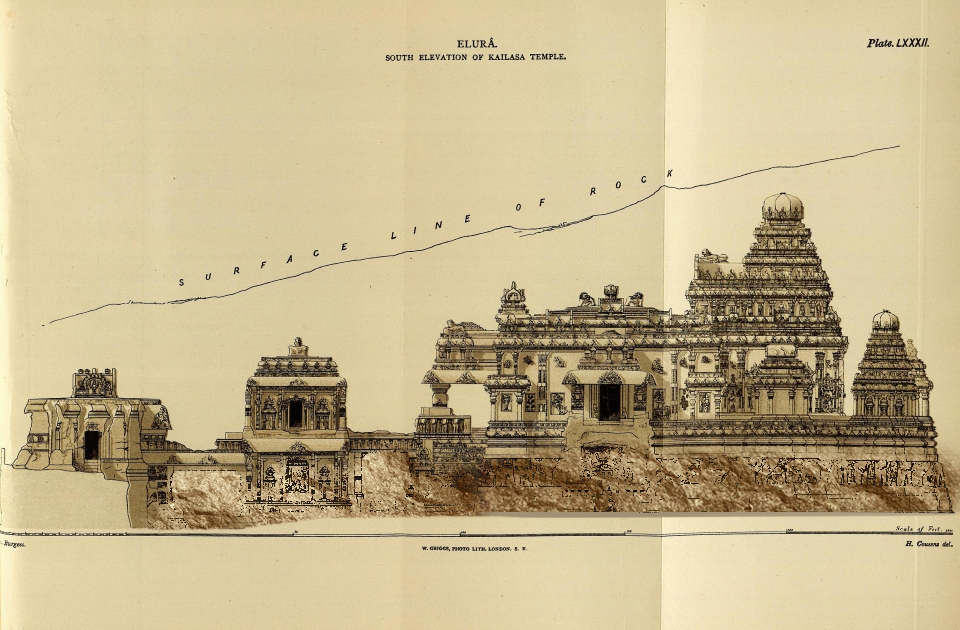 ELURÂ.
SOUTH ELEVATION OF KAILASA TEMPLE.
Plate. LXXXII.
SURFACE LINE OF ROCK
Scale of Feet.
Burgess.
W. GRIGGS, PHOTO LITH. LONDON. S. E.
H. Cousens del.